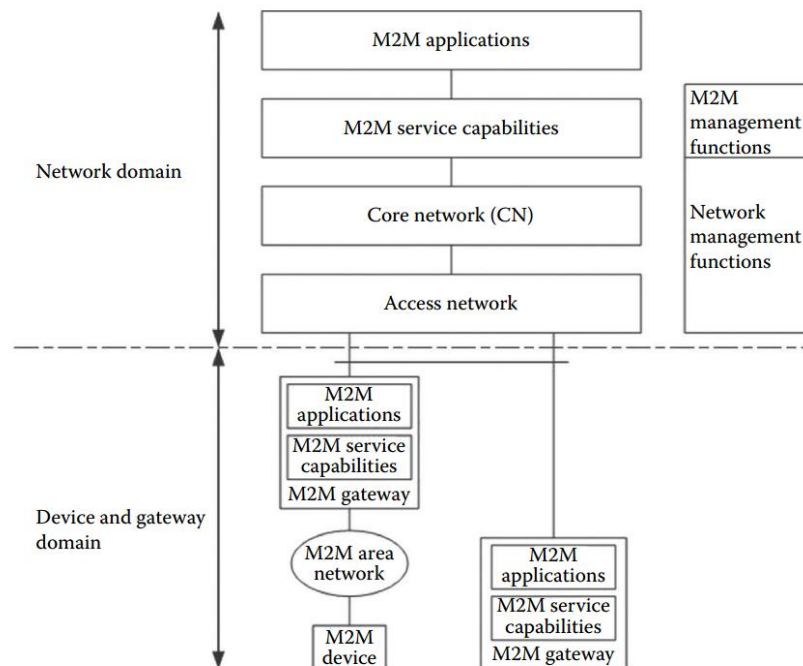 M2M applications
M2M service capabilities
M2M
management
functions
Network domain
Core network (CN)
Network
management
functions
Access network
M2M
applications
M2M service
capabilities
M2M gateway
Device and gateway
domain
M2M area
network
M2M
device
M2M
applications
M2M service
capabilities
M2M gateway